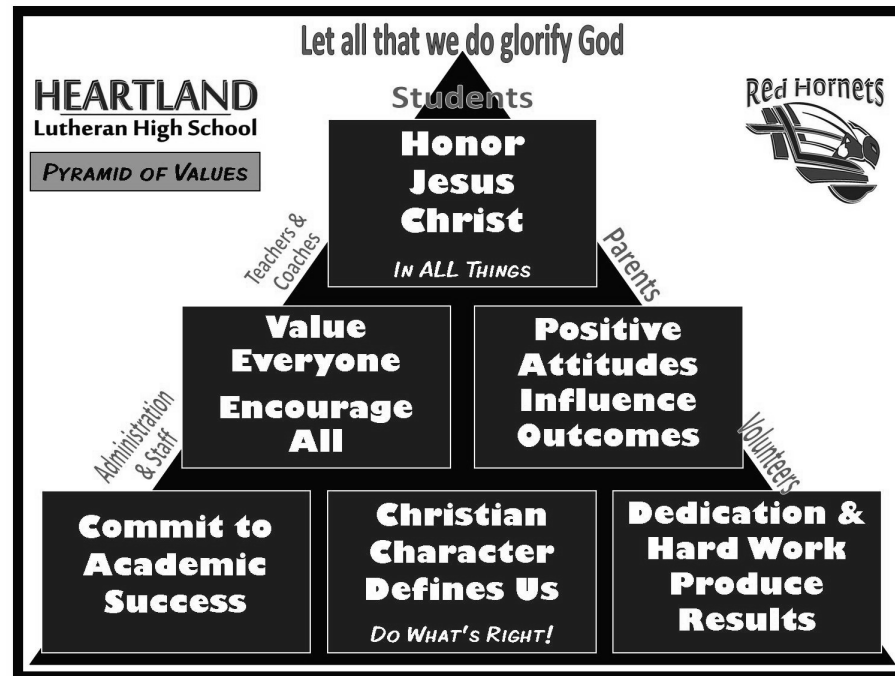 Let all that we do glorify God
HEARTLAND
Lutheran High School
PYRAMID OF VALUES
Red Hornets
Students
Honor
Jesus
Christ
IN ALL THINGS
Teachers &
Coaches
Parents
Value
Everyone
Encourage
All
Positive
Attitudes
Influence
Outcomes
Administration
& Staff
Volunteers
Commit to
Academic
Success
Christian
Character
Defines Us
DO WHAT'S RIGHT!
Dedication &
Hard Work
Produce
Results